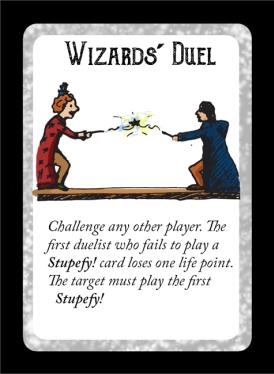 Wizards' Duel
Challenge any other player. The
first duelist who fails to play a
Stupefy! card loses one life point.
The target must play the first
Stupefy!